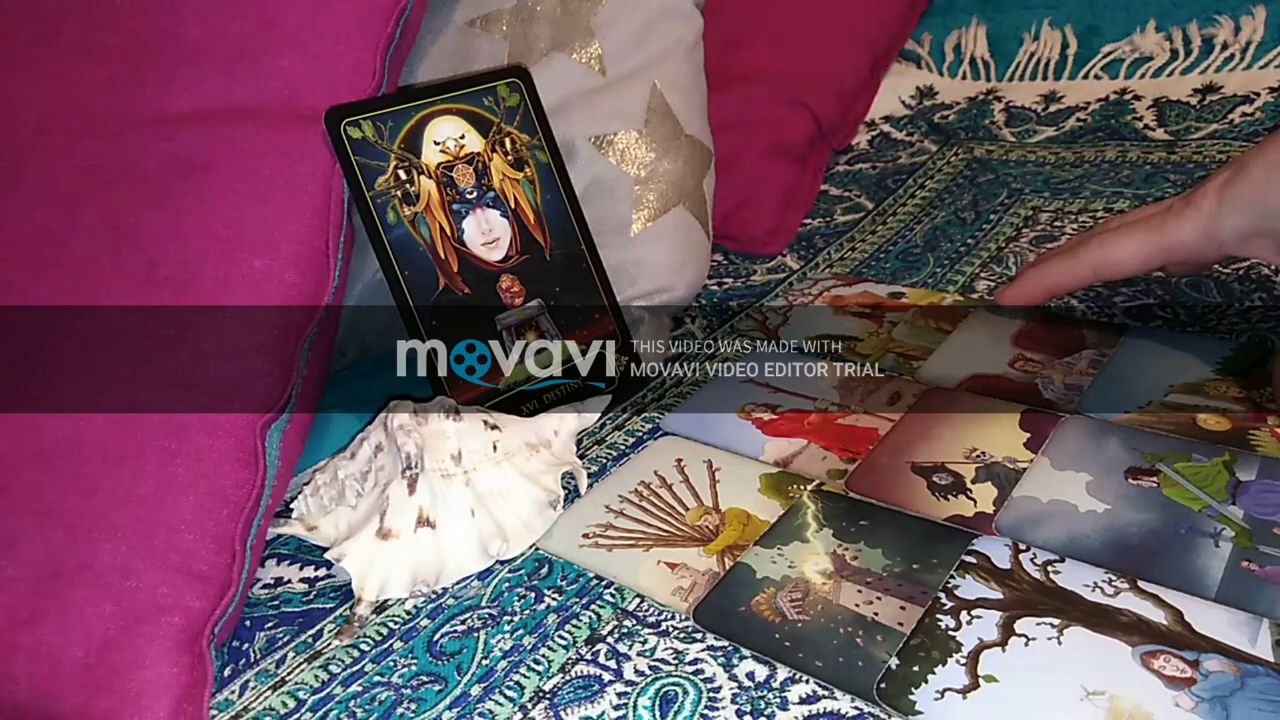 movavi
THIS VIDEO WAS MADE WITH
MOVAVI VIDEO EDITOR TRIAL
XVI. DESTINY